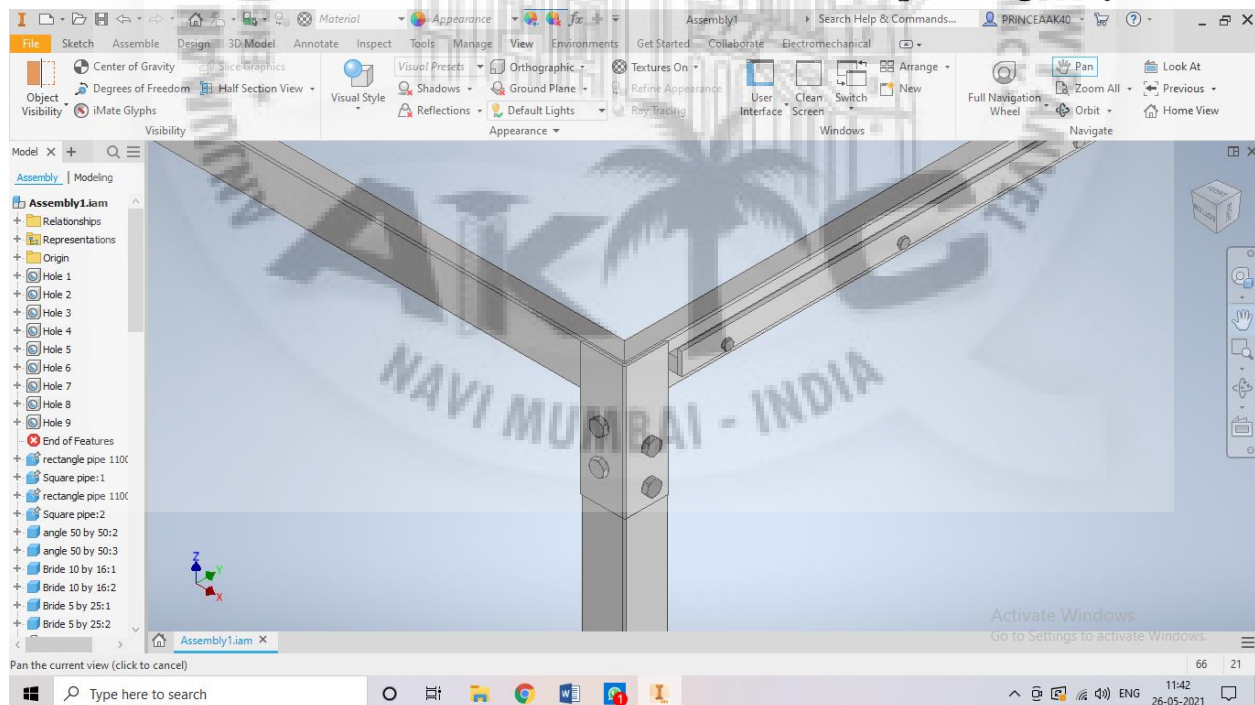 Material Appearance fx Assembly1 Search Help & Commands... PRINCEAAK40
File Sketch Assemble Design 3D Model Annotate Inspect Tools Manage View Environments Get Started Collaborate Electromechanical
Center of Gravity Slice Graphics Visual Presets Orthographic Textures On Arrange Pan Look At
Object Visibility Degrees of Freedom Half Section View Visual Style Shadows Ground Plane Refine Appearance User Interface Clean Screen Switch New Full Navigation Wheel Zoom All Previous
iMate Glyphs Reflections Default Lights Ray Tracing Orbit Home View
Visibility Appearance Windows Navigate
Model
Assembly Modeling
Assembly1.iam
Relationships
Representations
Origin
Hole 1
Hole 2
Hole 3
Hole 4
Hole 5
Hole 6
Hole 7
Hole 8
Hole 9
End of Features
rectangle pipe 1100
Square pipe:1
rectangle pipe 1100
Square pipe:2
angle 50 by 50:2
angle 50 by 50:3
Bride 10 by 16:1
Bride 10 by 16:2
Bride 5 by 25:1
Bride 5 by 25:2
AKTC
NAVI MUMBAI - INDIA
Z
Y
X
Activate Windows
Go to Settings to activate Windows.
Assembly1.iam
Pan the current view (click to cancel) 66 21
Type here to search ENG 11:42
26-05-2021